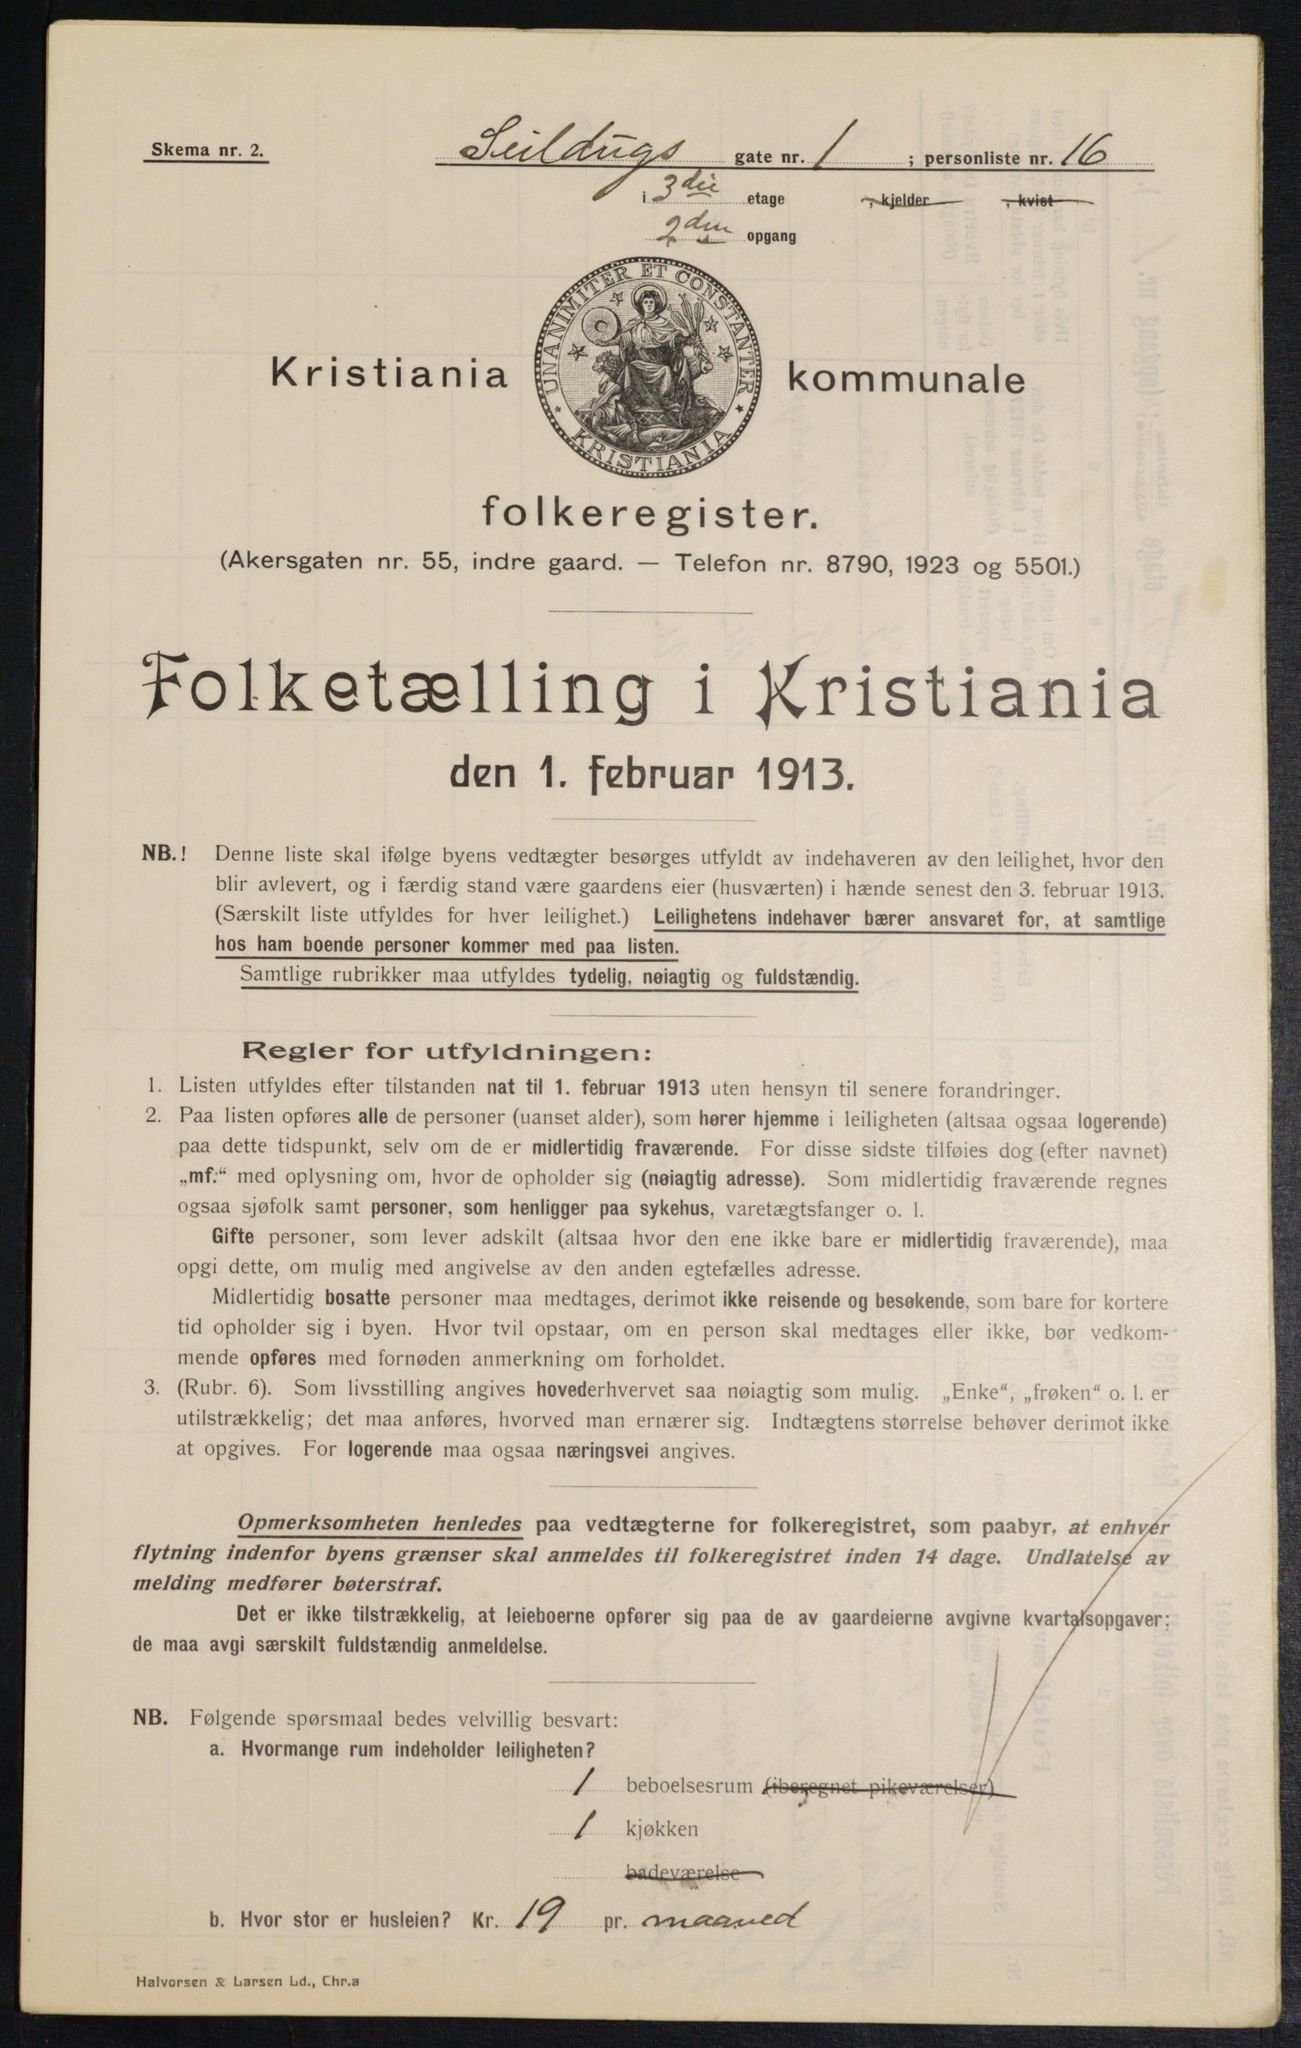 Skema nr. 2.
Seildugs gate nr. 1 ; personliste nr. 16
i 3die etage , kjelder , kvist
2den opgang
UNANIMITER ET CONSTANTER
KRISTIANIA
Kristiania kommunale
folkeregister.
(Akersgaten nr. 55, indre gaard. — Telefon nr. 8790, 1923 og 5501.)
Folketælling i Kristiania
den 1. februar 1913.
NB.! Denne liste skal ifølge byens vedtægter besørges utfyldt av indehaveren av den leilighet, hvor den
blir avlevert, og i færdig stand være gaardens eier (husværten) i hænde senest den 3. februar 1913.
(Særskilt liste utfyldes for hver leilighet.) Leilighetens indehaver bærer ansvaret for, at samtlige
hos ham boende personer kommer med paa listen.
Samtlige rubrikker maa utfyldes tydelig, nøiagtig og fuldstændig.
Regler for utfyldningen:
1. Listen utfyldes efter tilstanden nat til 1. februar 1913 uten hensyn til senere forandringer.
2. Paa listen opføres alle de personer (uanset alder), som hører hjemme i leiligheten (altsaa ogsaa logerende)
paa dette tidspunkt, selv om de er midlertidig fraværende. For disse sidste tilføies dog (efter navnet)
„mf.“ med oplysning om, hvor de opholder sig (nøiagtig adresse). Som midlertidig fraværende regnes
ogsaa sjøfolk samt personer, som henligger paa sykehus, varetægtsfanger o. l.
Gifte personer, som lever adskilt (altsaa hvor den ene ikke bare er midlertidig fraværende), maa
opgi dette, om mulig med angivelse av den anden egtefælles adresse.
Midlertidig bosatte personer maa medtages, derimot ikke reisende og besøkende, som bare for kortere
tid opholder sig i byen. Hvor tvil opstaar, om en person skal medtages eller ikke, bør vedkom-
mende opføres med fornøden anmerkning om forholdet.
3. (Rubr. 6). Som livsstilling angives hovederhvervet saa nøiagtig som mulig. „Enke“, „frøken“ o. l. er
utilstrækkelig; det maa anføres, hvorved man ernærer sig. Indtægtens størrelse behøver derimot ikke
at opgives. For logerende maa ogsaa næringsvei angives.
Opmerksomheten henledes paa vedtægterne for folkeregistret, som paabyr, at enhver
flytning indenfor byens grænser skal anmeldes til folkeregistret inden 14 dage. Undlatelse av
melding medfører bøterstraf.
Det er ikke tilstrækkelig, at leieboerne opfører sig paa de av gaardeierne avgivne kvartalsopgaver;
de maa avgi særskilt fuldstændig anmeldelse.
NB. Følgende spørsmaal bedes velvillig besvart:
a. Hvormange rum indeholder leiligheten?
1 beboelsesrum (iberegnet pikeværelser)
1 kjøkken
badeværelse
b. Hvor stor er husleien? Kr. 19 pr. maaned
Halvorsen & Larsen Ld., Chr.a